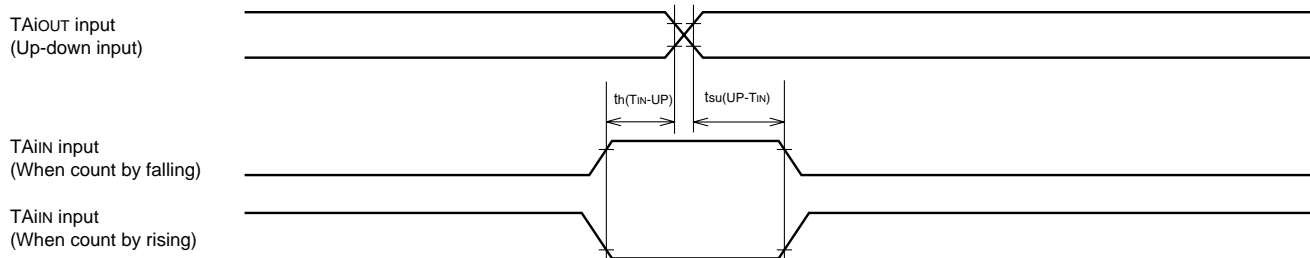 TAiOUT input
(Up-down input)
th(TIN-UP)
tsu(UP-TIN)
TAiIN input
(When count by falling)
TAiIN input
(When count by rising)